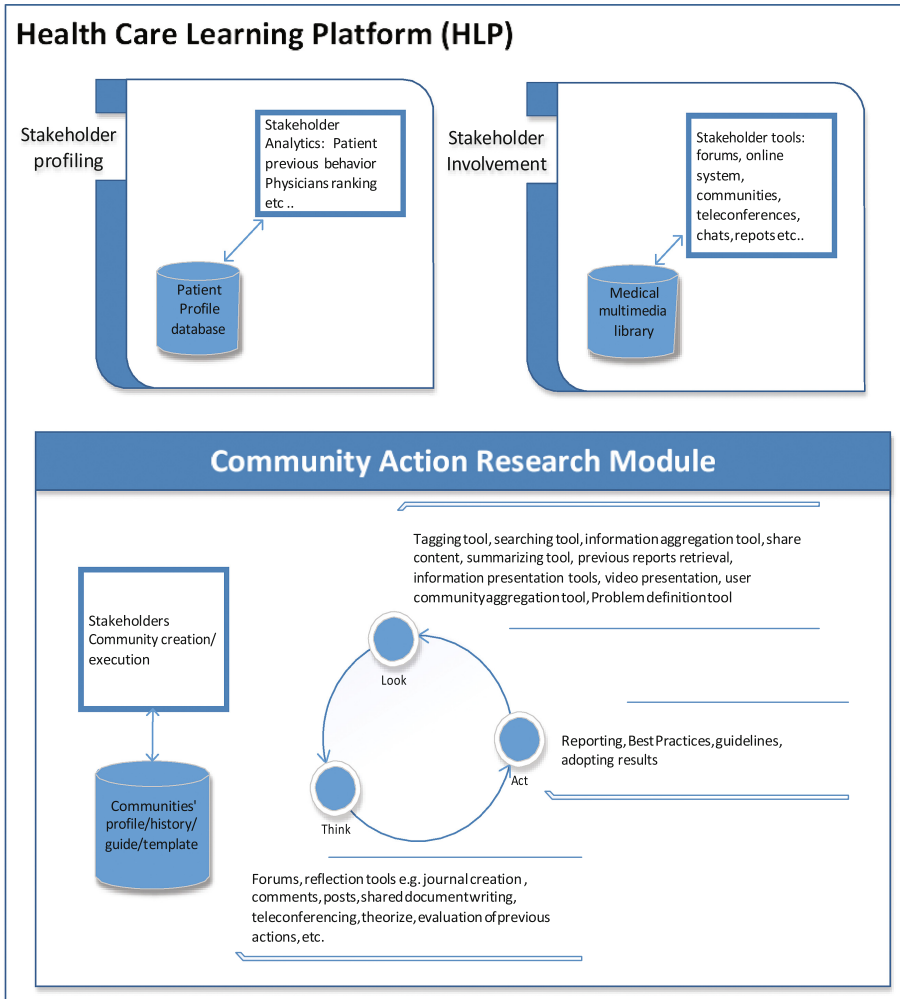 Health Care Learning Platform (HLP)
Stakeholder
profiling
Stakeholder
Analytics: Patient
previous behavior
Physicians ranking
etc ..
Patient
Profile
database
Stakeholder
Involvement
Stakeholder tools:
forums, online
system,
communities,
teleconferences,
chats, repots etc..
Medical
multimedia
library
Community Action Research Module
Tagging tool, searching tool, information aggregation tool, share
content, summarizing tool, previous reports retrieval,
information presentation tools, video presentation, user
community aggregation tool, Problem definition tool
Stakeholders
Community creation/
execution
Look
Reporting, Best Practices, guidelines,
adopting results
Act
Communities'
profile/history/
guide/template
Think
Forums, reflection tools e.g. journal creation ,
comments, posts, shared document writing,
teleconferencing, theorize, evaluation of previous
actions, etc.